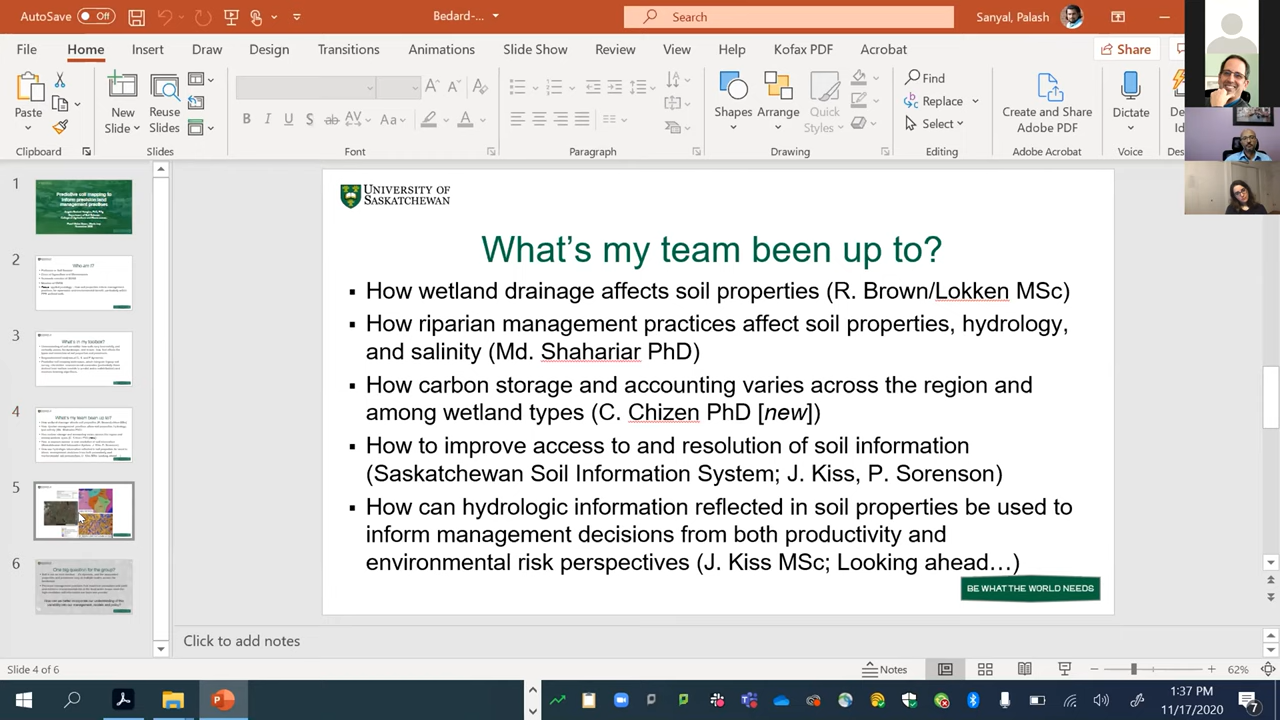 AutoSave Off
Bedard-...
Search
Sanyal, Palash
File Home Insert Draw Design Transitions Animations Slide Show Review View Help Kofax PDF Acrobat
Share
Paste
New Slide
Reuse Slides
Shapes
Arrange
Quick Styles
Find
Replace
Select
Create and Share Adobe PDF
Dictate
Clipboard
Slides
Font
Paragraph
Drawing
Editing
Adobe Acrobat
Voice
1
2
3
4
5
6
UNIVERSITY OF
SASKATCHEWAN
What's my team been up to?
▪ How wetland drainage affects soil properties (R. Brown/Lokken MSc)
▪ How riparian management practices affect soil properties, hydrology,
and salinity (Md. Shahariar PhD)
▪ How carbon storage and accounting varies across the region and
among wetland types (C. Chizen PhD [new])
▪ How to improve access to and resolution of soil information
(Saskatchewan Soil Information System; J. Kiss, P. Sorenson)
▪ How can hydrologic information reflected in soil properties be used to
inform management decisions from both productivity and
environmental risk perspectives (J. Kiss MSc; Looking ahead…)
BE WHAT THE WORLD NEEDS
Click to add notes
Slide 4 of 6
Notes
62%
1:37 PM
11/17/2020
7